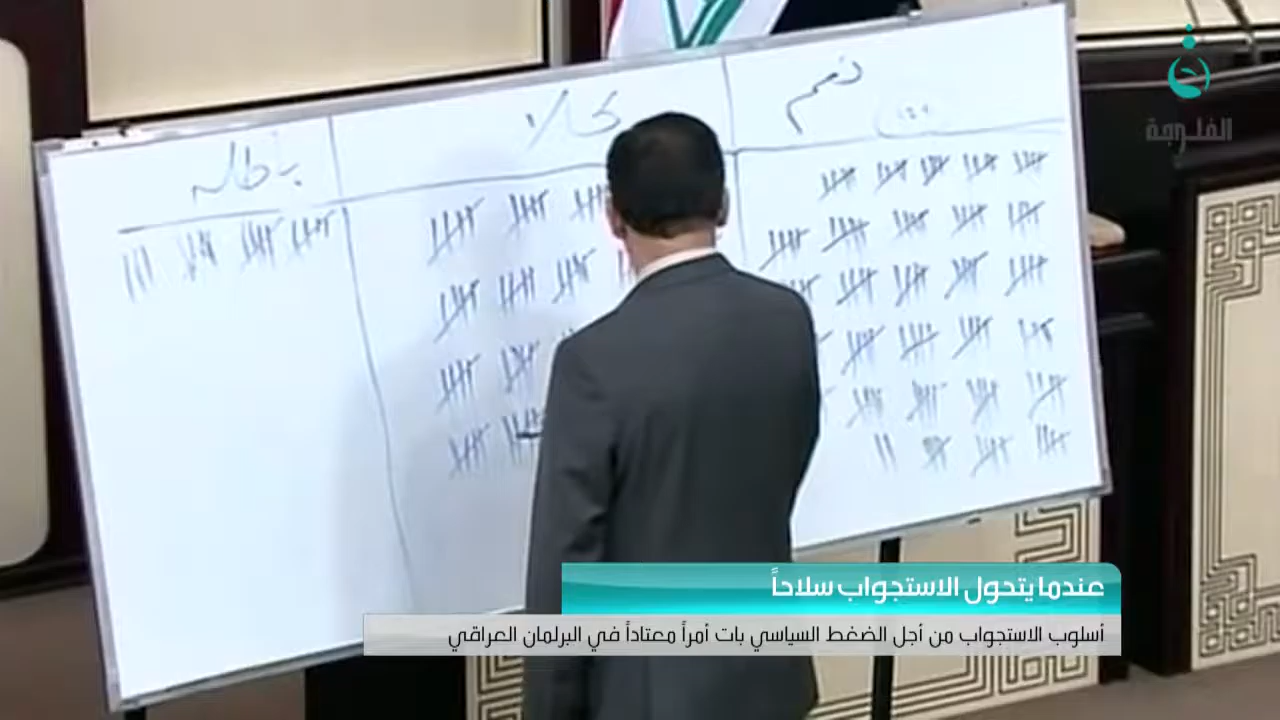 الفلوجة
نعم
كلا
باطلة
عندما يتحول الاستجواب سلاحاً
أسلوب الاستجواب من أجل الضغط السياسي بات أمراً معتاداً في البرلمان العراقي